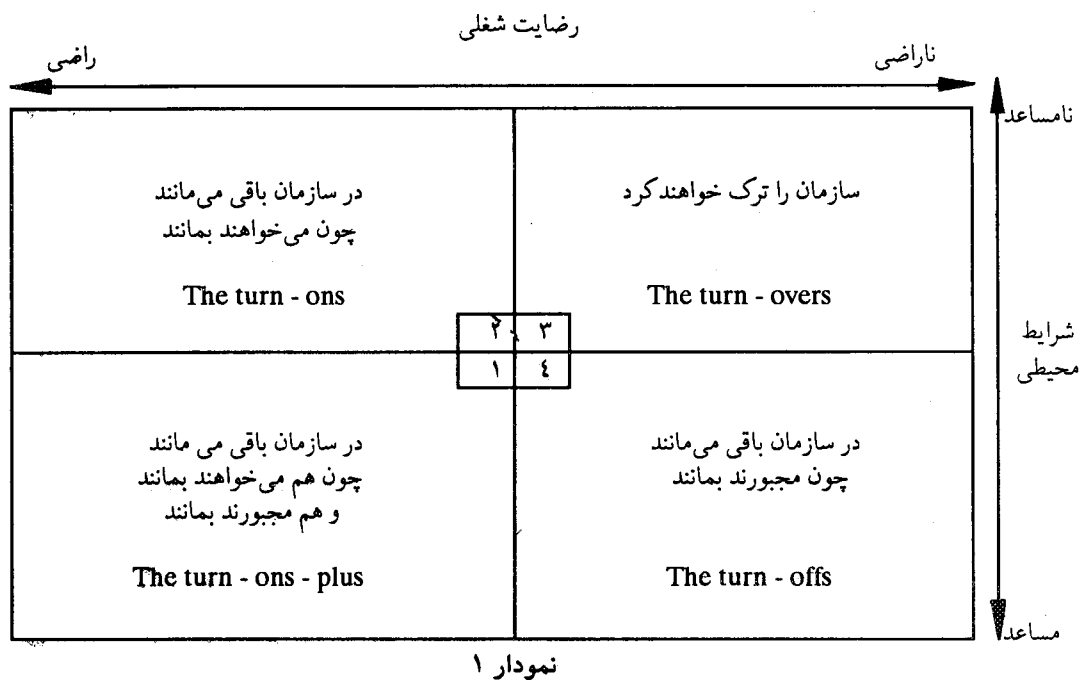 رضایت شغلی
ناراضی
راضی
نامساعد
سازمان را ترک خواهند کرد
The turn - overs
در سازمان باقی می‌مانند
چون می‌خواهند بمانند
The turn - ons
۳
۲
٤
۱
شرایط
محیطی
در سازمان باقی می‌مانند
چون مجبورند بمانند
The turn - offs
در سازمان باقی می مانند
چون هم می‌خواهند بمانند
و هم مجبورند بمانند
The turn - ons - plus
مساعد
نمودار ۱